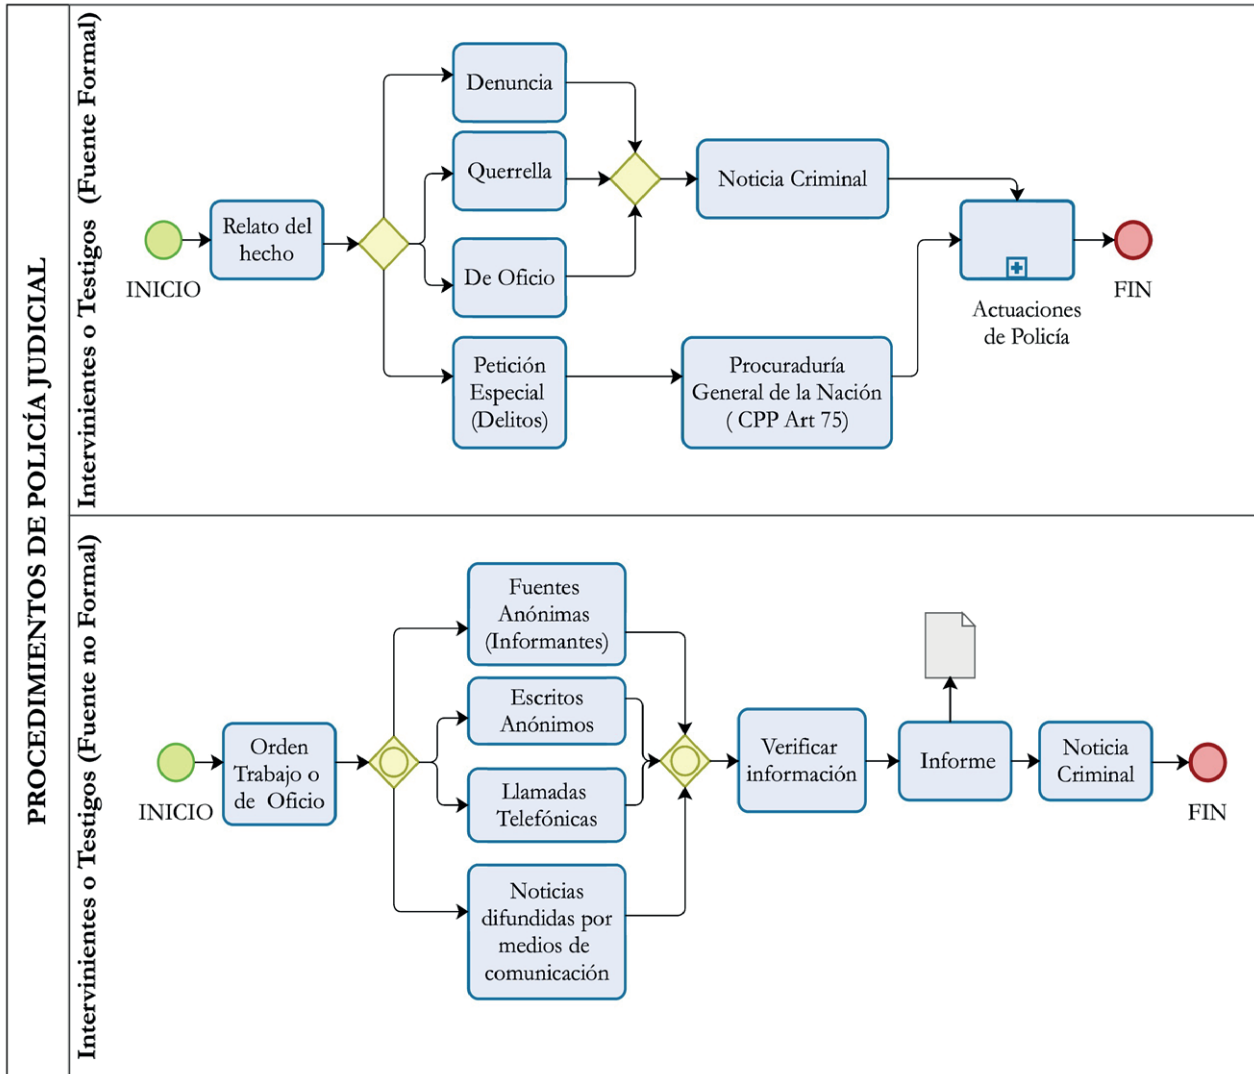 PROCEDIMIENTOS DE POLICÍA JUDICIAL
Intervinientes o Testigos (Fuente Formal)
INICIO
Relato del
hecho
Denuncia
Querrella
De Oficio
Petición
Especial
(Delitos)
Noticia Criminal
Procuraduría
General de la Nación
( CPP Art 75)
Actuaciones
de Policía
FIN
Intervinientes o Testigos (Fuente no Formal)
INICIO
Orden
Trabajo o
de Oficio
Fuentes
Anónimas
(Informantes)
Escritos
Anónimos
Llamadas
Telefónicas
Noticias
difundidas por
medios de
comunicación
Verificar
información
Informe
Noticia
Criminal
FIN